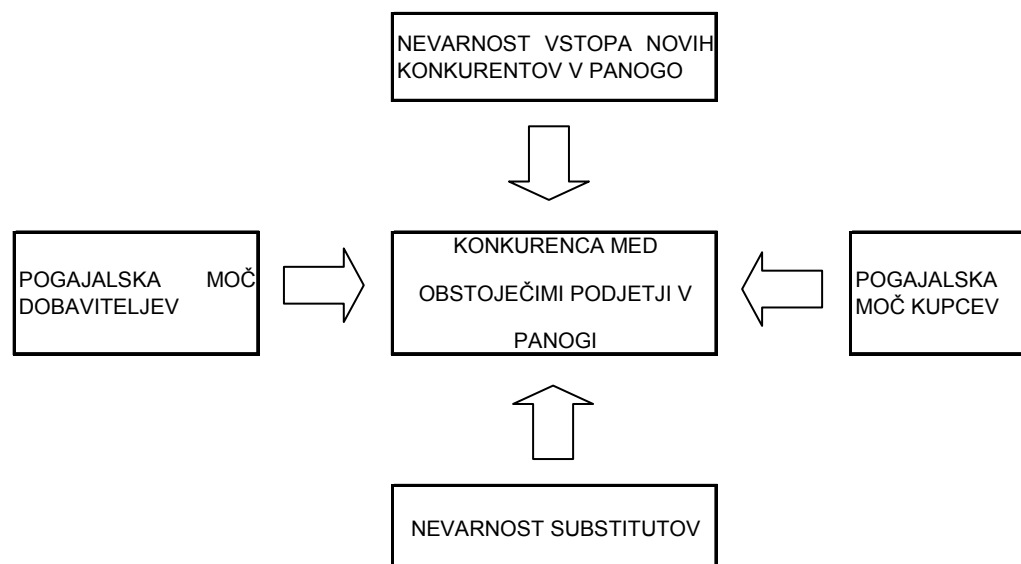 NEVARNOST VSTOPA NOVIH
KONKURENTOV V PANOGO
POGAJALSKA MOČ
DOBAVITELJEV
KONKURENCA MED
OBSTOJEČIMI PODJETJI V
PANOGI
POGAJALSKA
MOČ KUPCEV
NEVARNOST SUBSTITUTOV